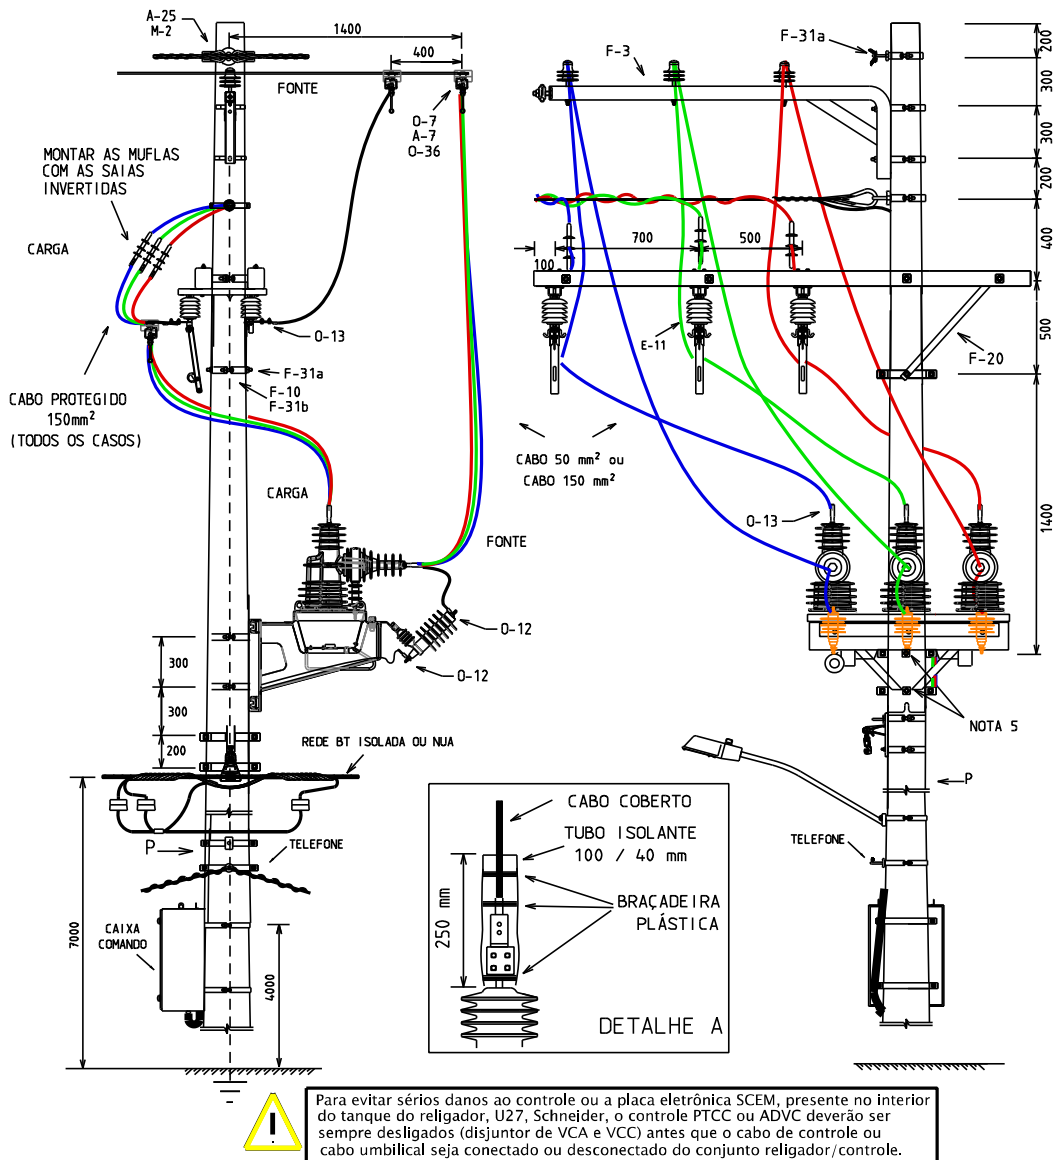 A-25
M-2
1400
400
FONTE
O-7
A-7
O-36
MONTAR AS MUFLAS
COM AS SAIAS
INVERTIDAS
CARGA
O-13
F-31a
F-10
F-31b
CABO PROTEGIDO
150mm²
(TODOS OS CASOS)
CARGA
FONTE
O-12
O-12
300
300
200
REDE BT ISOLADA OU NUA
P
TELEFONE
7000
CAIXA
COMANDO
4000
F-31a
F-3
200
300
300
200
400
500
1400
700
500
100
E-11
F-20
CABO 50 mm² ou
CABO 150 mm²
O-13
NOTA 5
P
TELEFONE
CABO COBERTO
TUBO ISOLANTE
100 / 40 mm
250 mm
BRAÇADEIRA
PLÁSTICA
DETALHE A
!
Para evitar sérios danos ao controle ou a placa eletrônica SCEM, presente no interior
do tanque do religador, U27, Schneider, o controle PTCC ou ADVC deverão ser
sempre desligados (disjuntor de VCA e VCC) antes que o cabo de controle ou
cabo umbilical seja conectado ou desconectado do conjunto religador/controle.